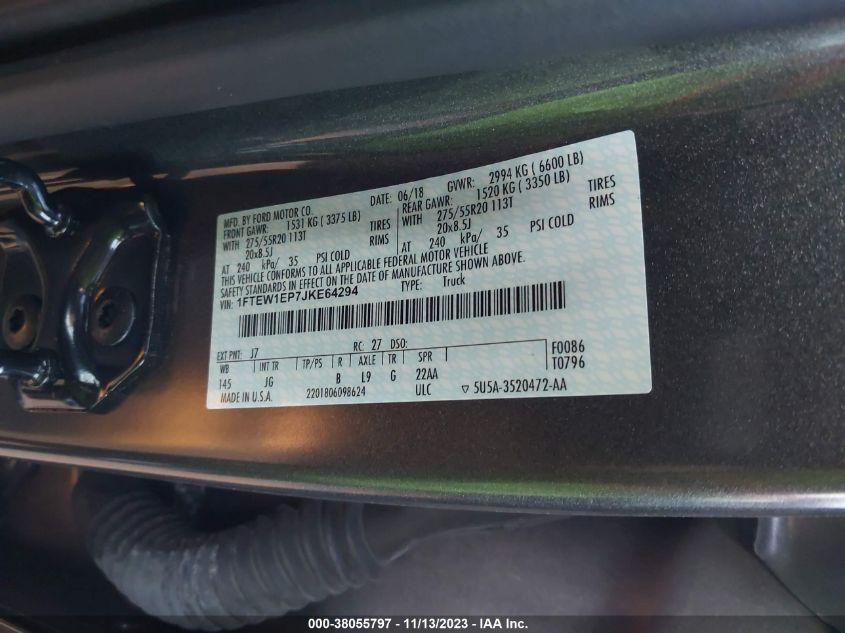 MFD. BY FORD MOTOR CO. DATE: 06/18 GVWR: 2994 KG ( 6600 LB)
FRONT GAWR: 1531 KG ( 3375 LB) REAR GAWR: 1520 KG ( 3350 LB)
WITH 275/55R20 113T TIRES WITH 275/55R20 113T TIRES
20x8.5J RIMS 20x8.5J RIMS
AT 240 kPa/ 35 PSI COLD AT 240 kPa/ 35 PSI COLD
THIS VEHICLE CONFORMS TO ALL APPLICABLE FEDERAL MOTOR VEHICLE
SAFETY STANDARDS IN EFFECT ON THE DATE OF MANUFACTURE SHOWN ABOVE.
VIN: 1FTEW1EP7JKE64294 TYPE: Truck
EXT PNT: J7 RC: 27 DSO: F0086
WB INT TR TP/PS R AXLE TR SPR T0796
145 JG B L9 G 22AA
MADE IN U.S.A. 2201806098624 ULC ▽ 5U5A-3520472-AA
000-38055797 - 11/13/2023 - IAA Inc.